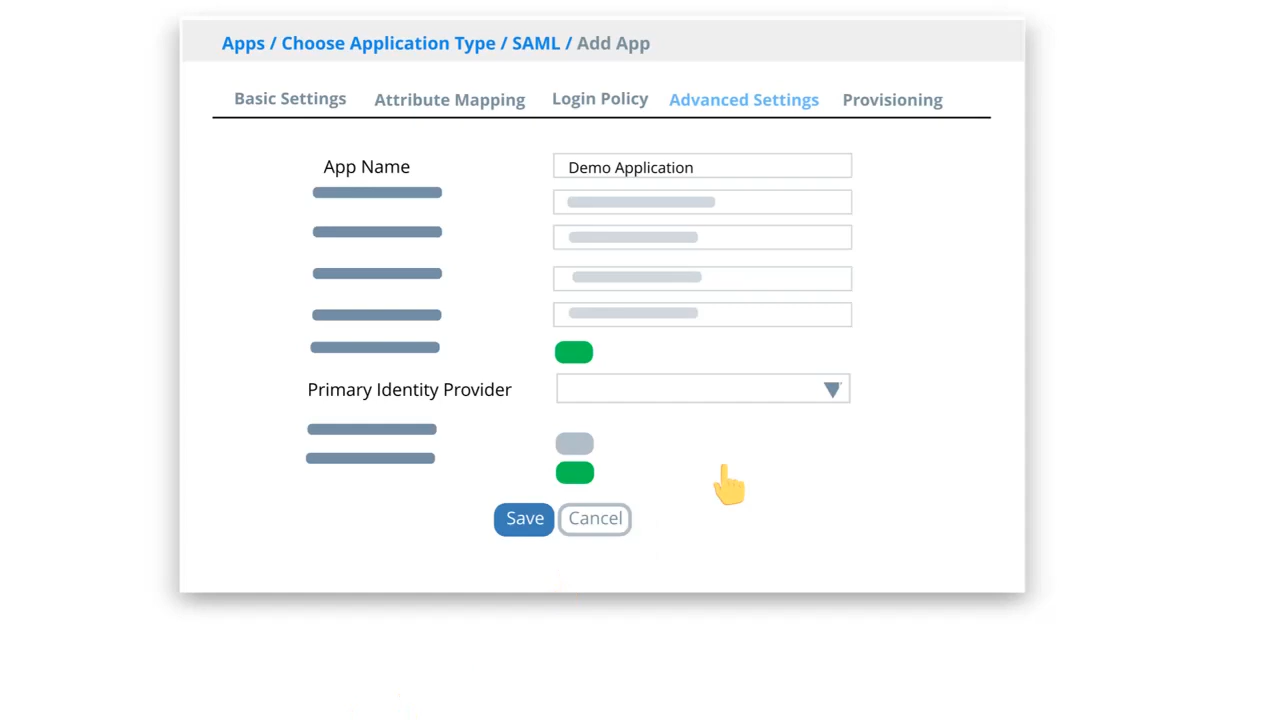 Apps / Choose Application Type / SAML / Add App
Basic Settings Attribute Mapping Login Policy Advanced Settings Provisioning
App Name Demo Application
Primary Identity Provider
Save Cancel